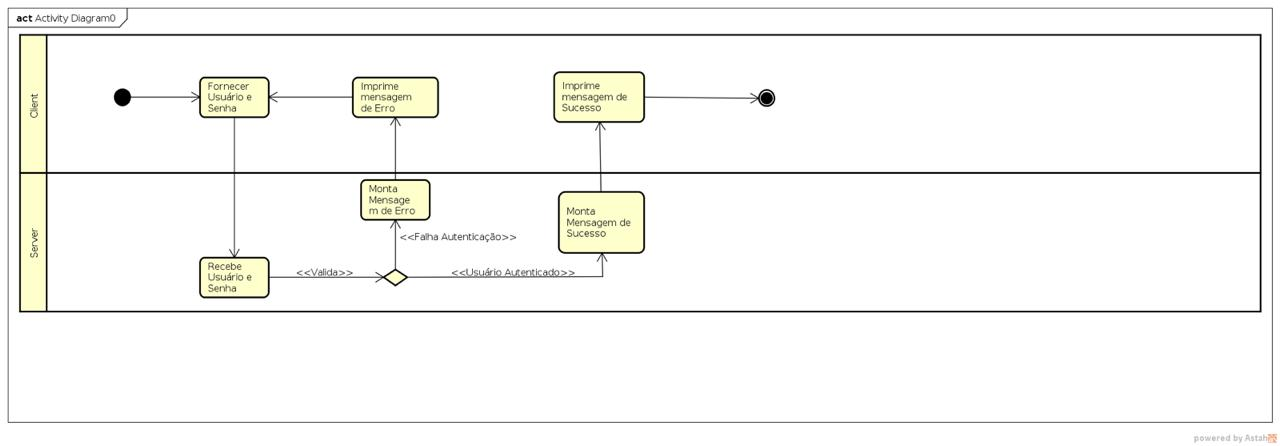 act Activity Diagram0
Client
Fornecer
Usuário e
Senha
Imprime
mensagem
de Erro
Imprime
mensagem de
Sucesso
Server
Monta
Mensage
m de Erro
Monta
Mensagem de
Sucesso
<<Falha Autenticação>>
Recebe
Usuário e
Senha
<<Valida>>
<<Usuário Autenticado>>
powered by Astah